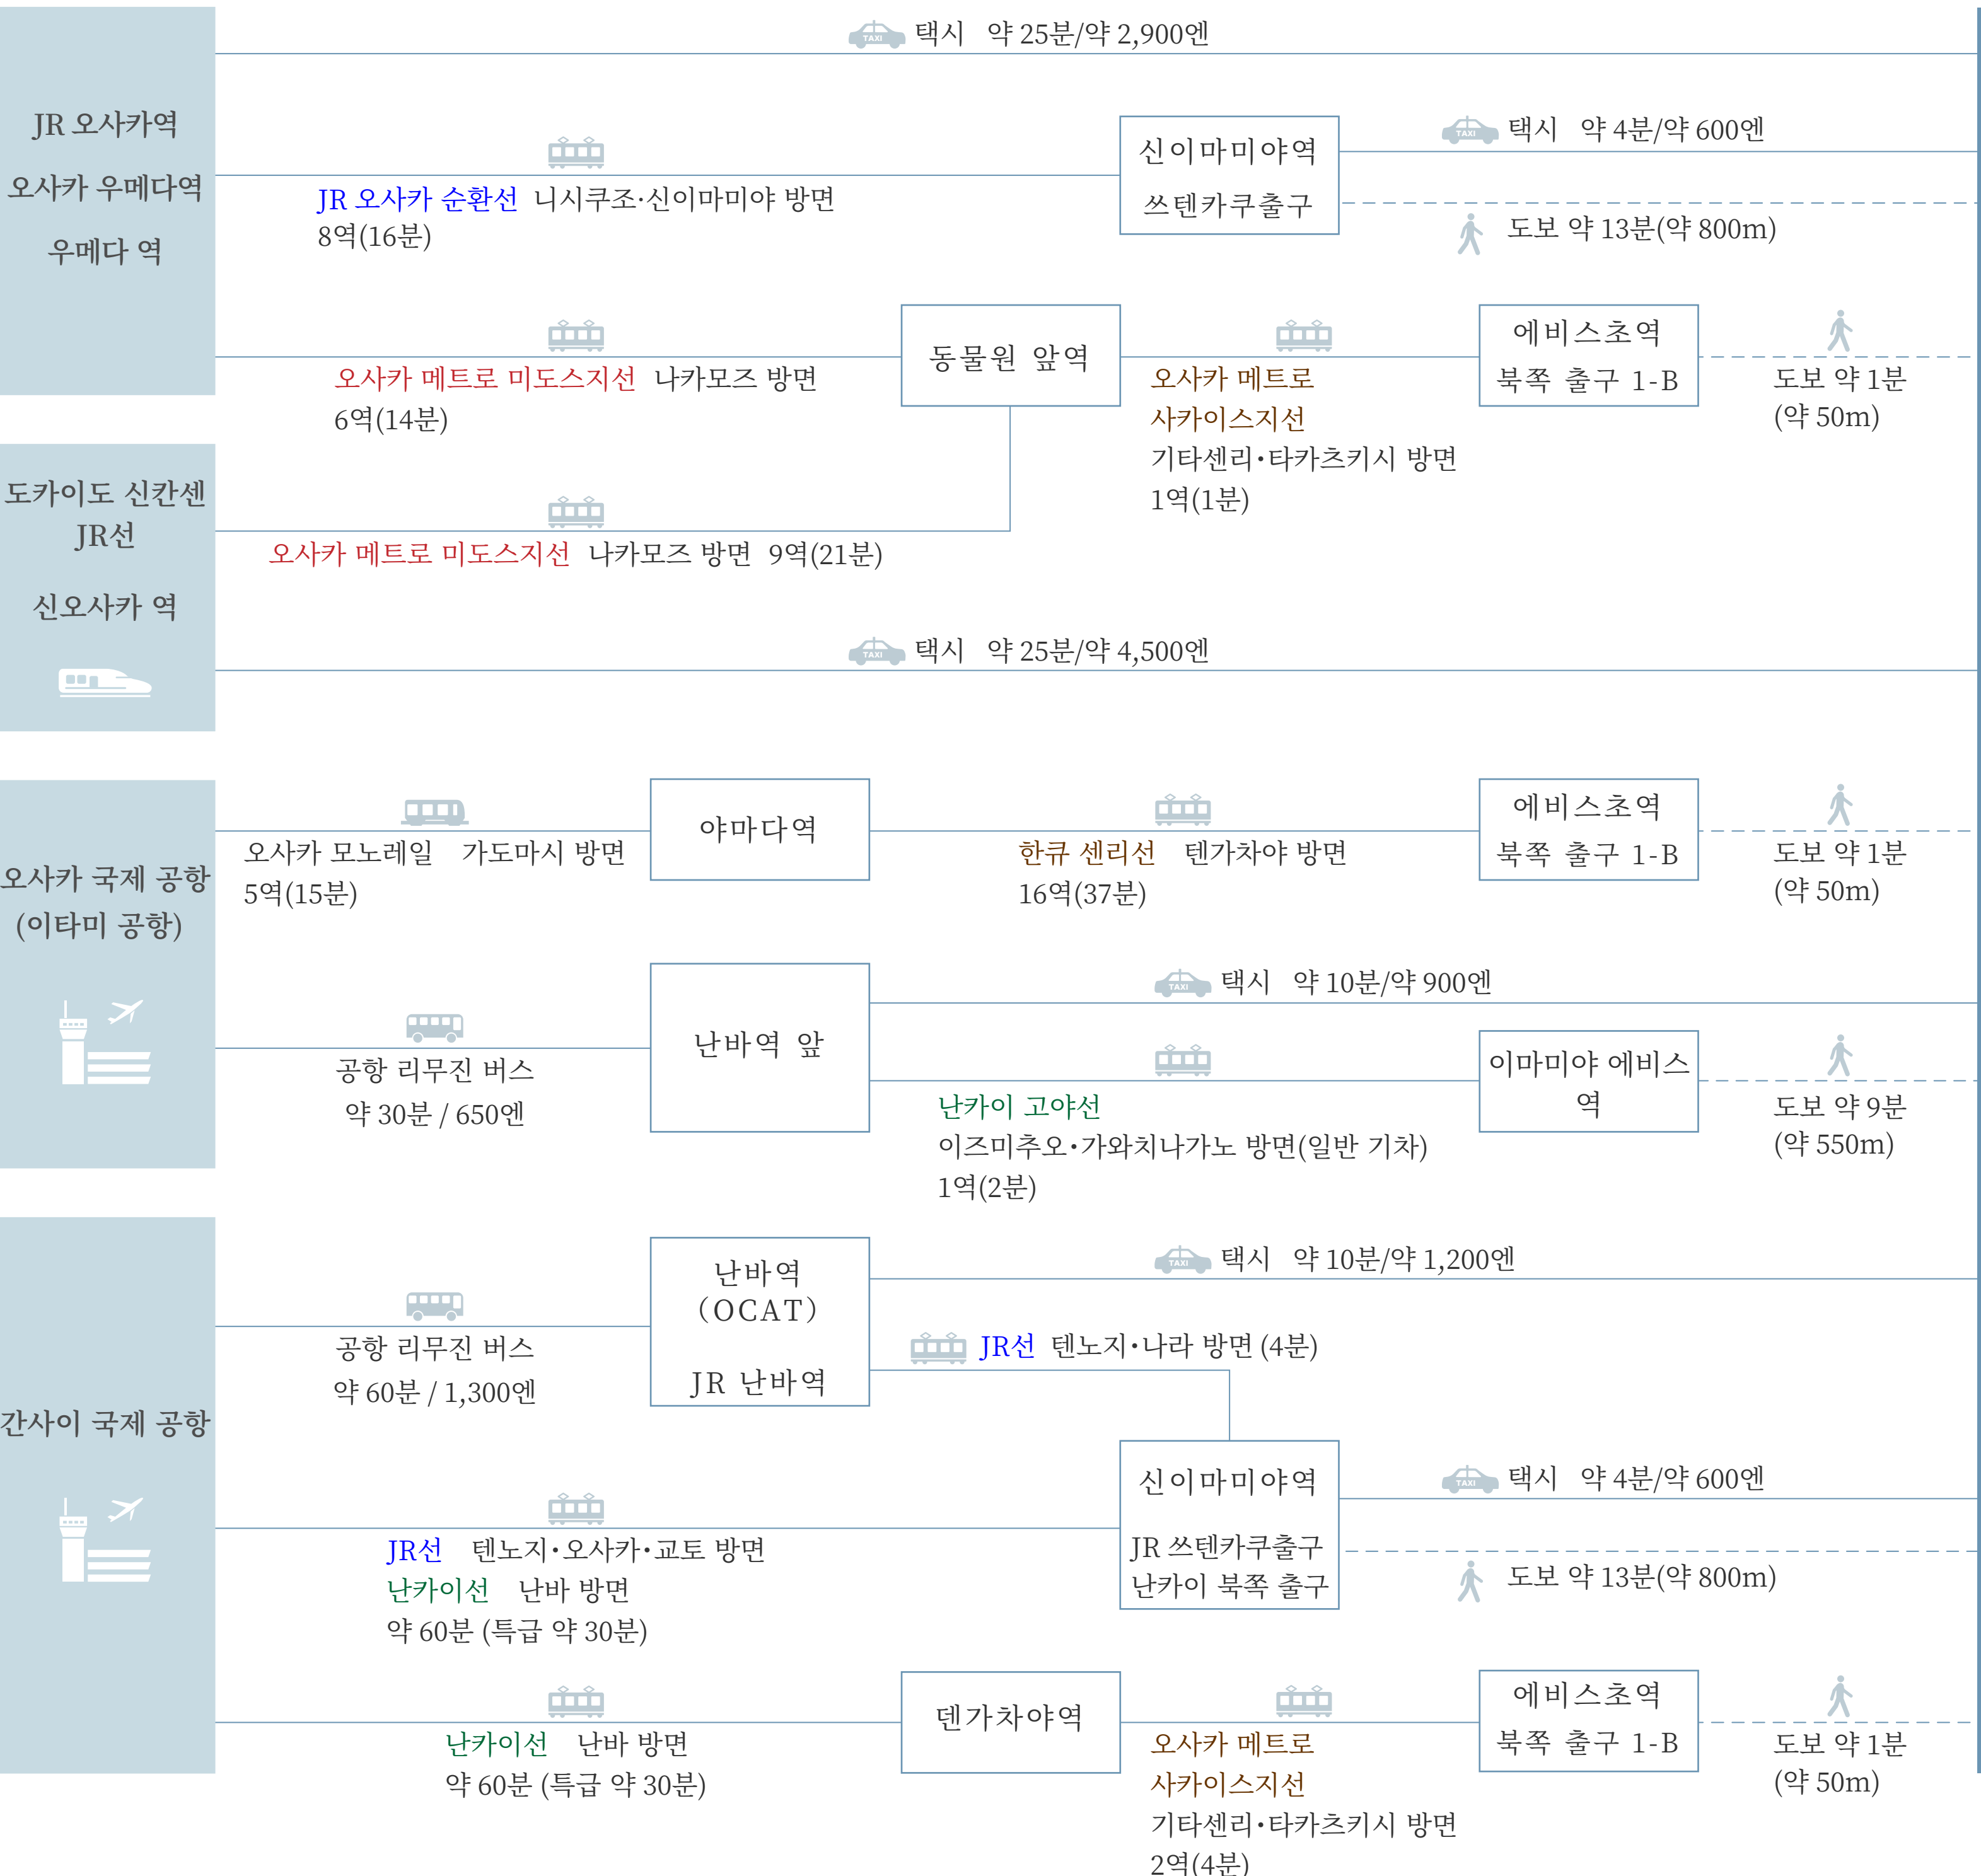 택시 약 25분/약 2,900엔
JR 오사카역
오사카 우메다역
우메다 역
JR 오사카 순환선 니시쿠조·신이마미야 방면
8역(16분)
신이마미야역
쓰텐카쿠출구
TAXI
택시 약 4분/약 600엔
TAXI
도보 약 13분(약 800m)
오사카 메트로 미도스지선 나카모즈 방면
6역(14분)
동물원 앞역
오사카 메트로
사카이스지선
기타센리·타카츠키시 방면
1역(1분)
에비스초역
북쪽 출구 1-B
도보 약 1분
(약 50m)
도카이도 신칸센
JR선
신오사카 역
오사카 메트로 미도스지선 나카모즈 방면 9역(21분)
택시 약 25분/약 4,500엔
TAXI
오사카 국제 공항
(이타미 공항)
오사카 모노레일 가도마시 방면
5역(15분)
야마다역
한큐 센리선 텐가차야 방면
16역(37분)
에비스초역
북쪽 출구 1-B
도보 약 1분
(약 50m)
공항 리무진 버스
약 30분 / 650엔
난바역 앞
택시 약 10분/약 900엔
TAXI
난카이 고야선
이즈미추오·가와치나가노 방면(일반 기차)
1역(2분)
이마미야 에비스
역
도보 약 9분
(약 550m)
간사이 국제 공항
공항 리무진 버스
약 60분 / 1,300엔
난바역
(OCAT)
JR 난바역
택시 약 10분/약 1,200엔
TAXI
JR선 텐노지·나라 방면 (4분)
JR선 텐노지·오사카·교토 방면
난카이선 난바 방면
약 60분 (특급 약 30분)
신이마미야역
JR 쓰텐카쿠출구
난카이 북쪽 출구
택시 약 4분/약 600엔
TAXI
도보 약 13분(약 800m)
난카이선 난바 방면
약 60분 (특급 약 30분)
덴가차야역
오사카 메트로
사카이스지선
기타센리·타카츠키시 방면
2역(4분)
에비스초역
북쪽 출구 1-B
도보 약 1분
(약 50m)